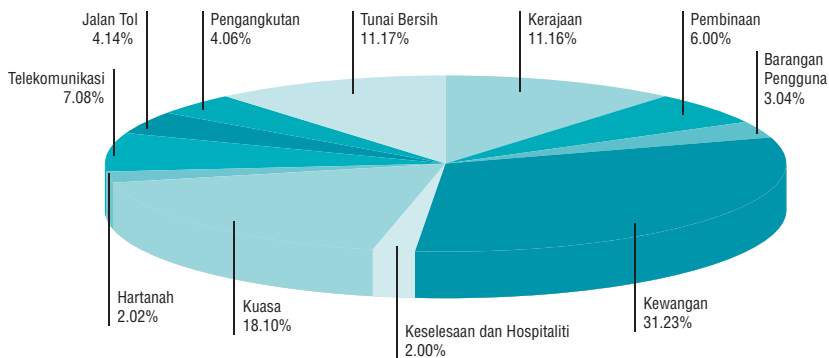 Jalan Tol
4.14%
Pengangkutan
4.06%
Tunai Bersih
11.17%
Kerajaan
11.16%
Pembinaan
6.00%
Barangan
Pengguna
3.04%
Telekomunikasi
7.08%
Hartanah
2.02%
Kuasa
18.10%
Keselesaan dan Hospitaliti
2.00%
Kewangan
31.23%